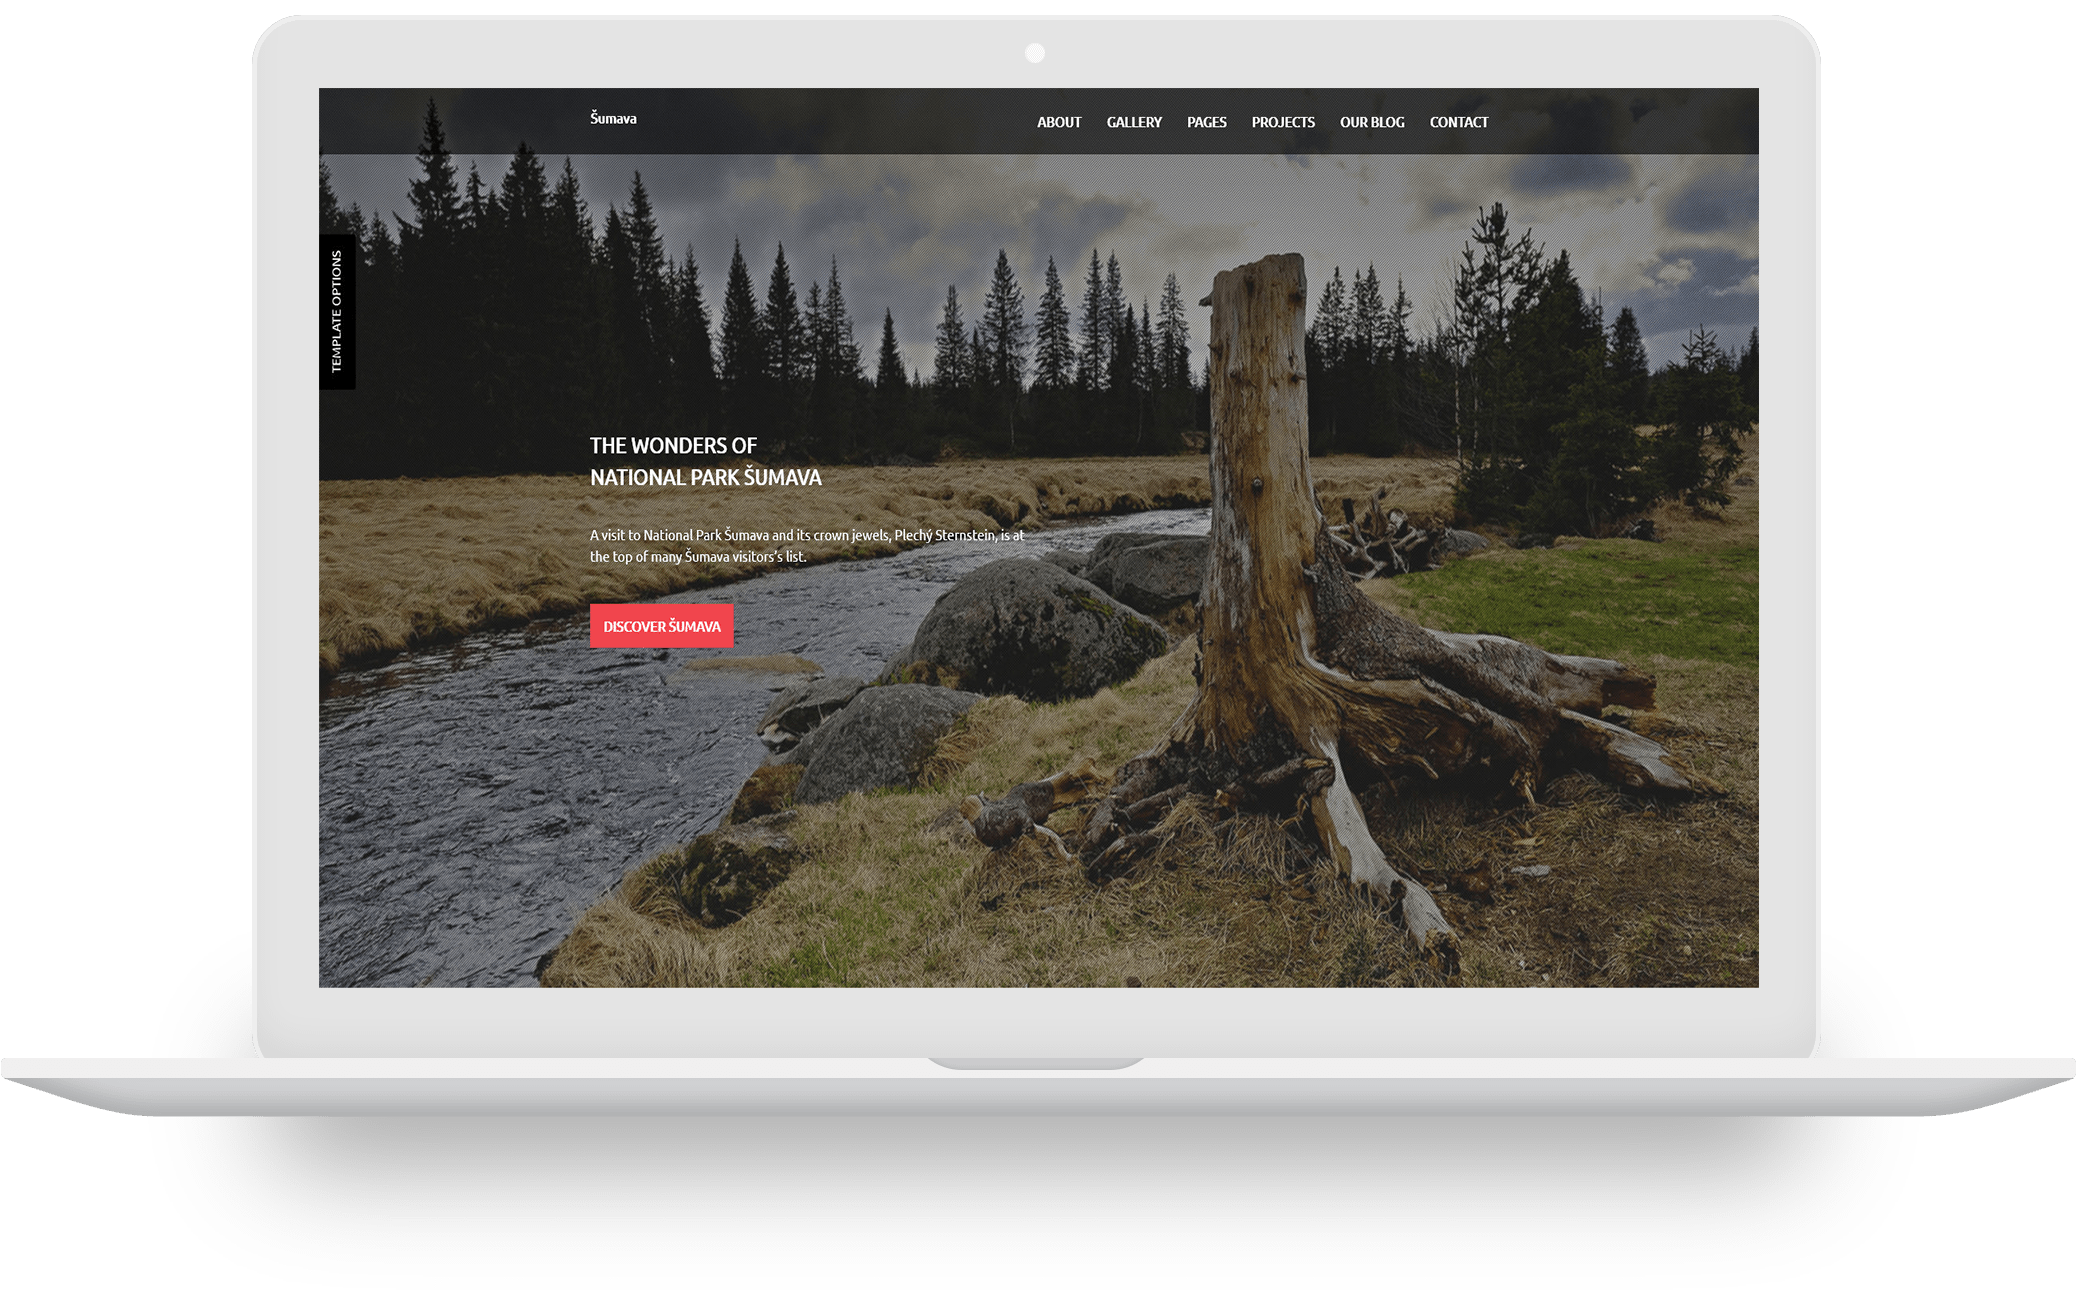 Šumava
ABOUT GALLERY PAGES PROJECTS OUR BLOG CONTACT
TEMPLATE OPTIONS
THE WONDERS OF
NATIONAL PARK ŠUMAVA
A visit to National Park Šumava and its crown jewels, Plechý Sternstein, is at
the top of many Šumava visitors’s list.
DISCOVER ŠUMAVA